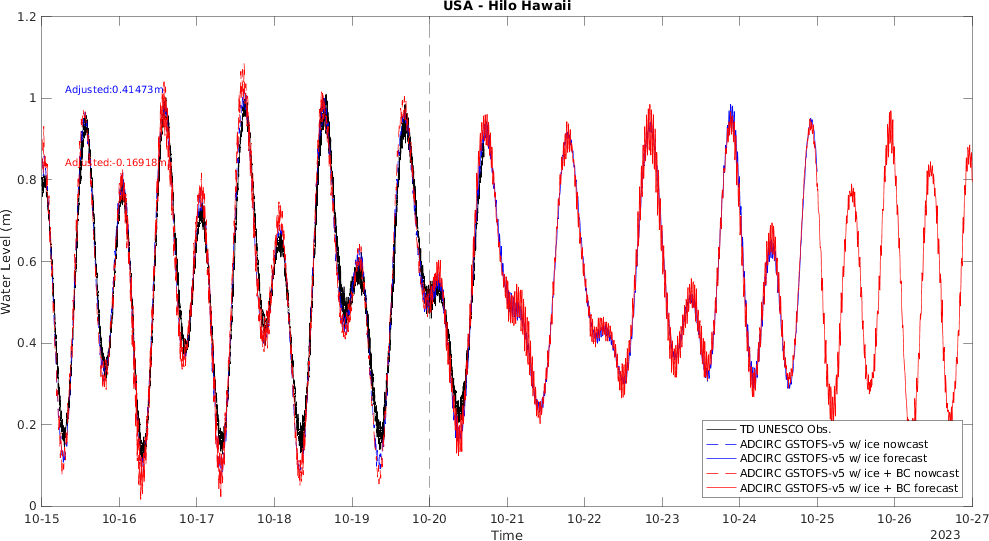 USA - Hilo Hawaii
1.2
1
0.8
0.6
0.4
0.2
0
Water Level (m)
Adjusted:0.41473m
Adjusted:-0.16918m
TD UNESCO Obs.
ADCIRC GSTOFS-v5 w/ ice nowcast
ADCIRC GSTOFS-v5 w/ ice forecast
ADCIRC GSTOFS-v5 w/ ice + BC nowcast
ADCIRC GSTOFS-v5 w/ ice + BC forecast
10-15 10-16 10-17 10-18 10-19 10-20 10-21 10-22 10-23 10-24 10-25 10-26 10-27
Time
2023